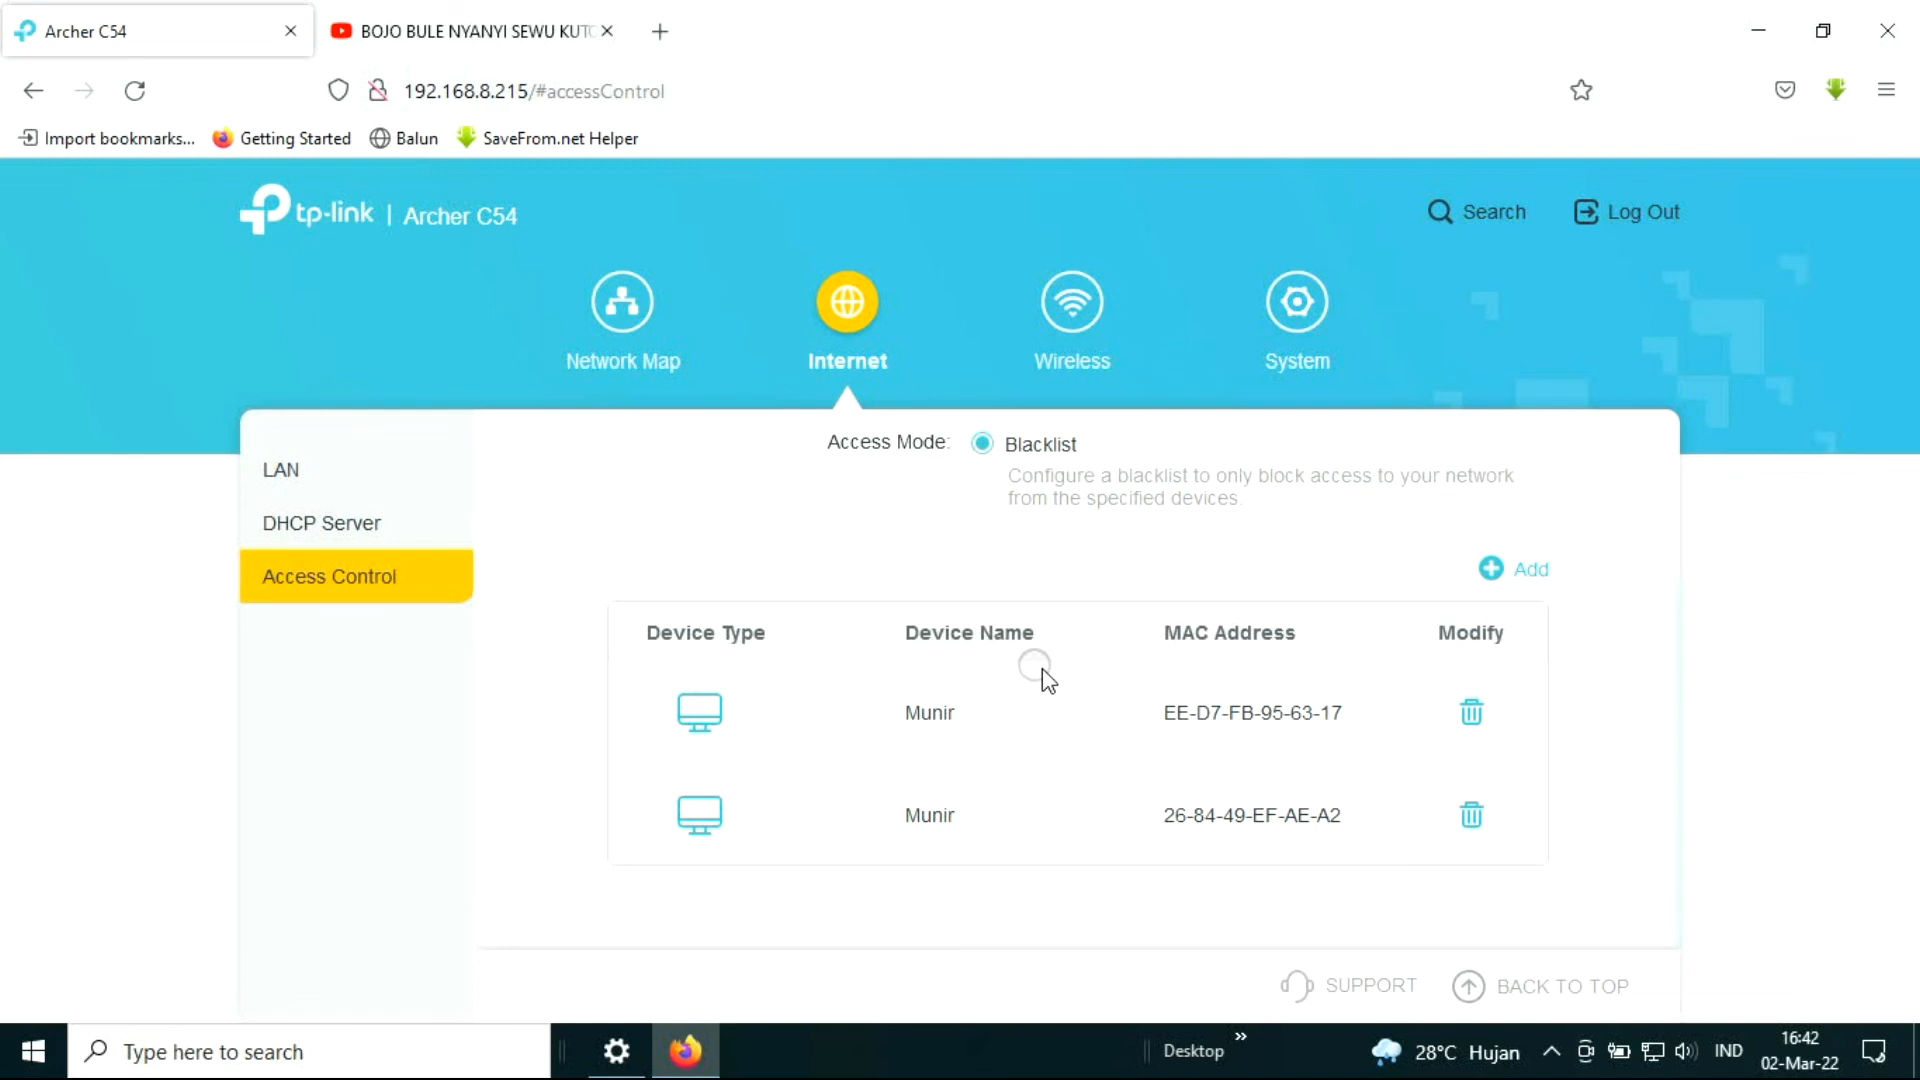 Archer C54
BOJO BULE NYANYI SEWU KUTO
192.168.8.215/#accessControl
Import bookmarks...
Getting Started
Balun
SaveFrom.net Helper
tp-link | Archer C54
Search
Log Out
Network Map
Internet
Wireless
System
LAN
DHCP Server
Access Control
Access Mode:
Blacklist
Configure a blacklist to only block access to your network
from the specified devices.
Add
Device Type Device Name MAC Address Modify
Munir EE-D7-FB-95-63-17
Munir 26-84-49-EF-AE-A2
SUPPORT
BACK TO TOP
Type here to search
Desktop
28°C Hujan
IND
16:42
02-Mar-22